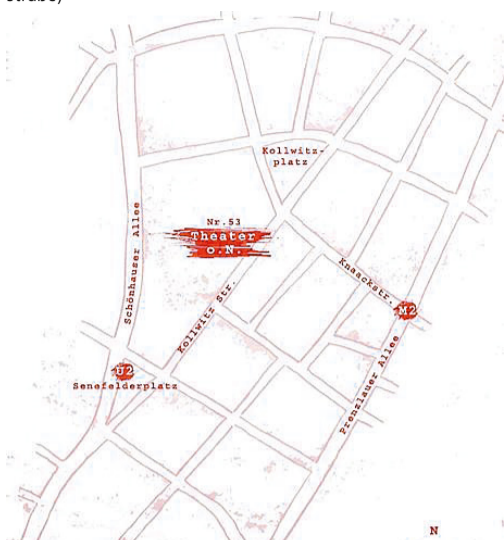 Kollwitz-
platz
Nr.53
Theater
o.N.
Schönhauser Allee
Knaackstr.
Kollwitz Str.
M2
U2
Senefelderplatz
Prenzlauer Allee
N